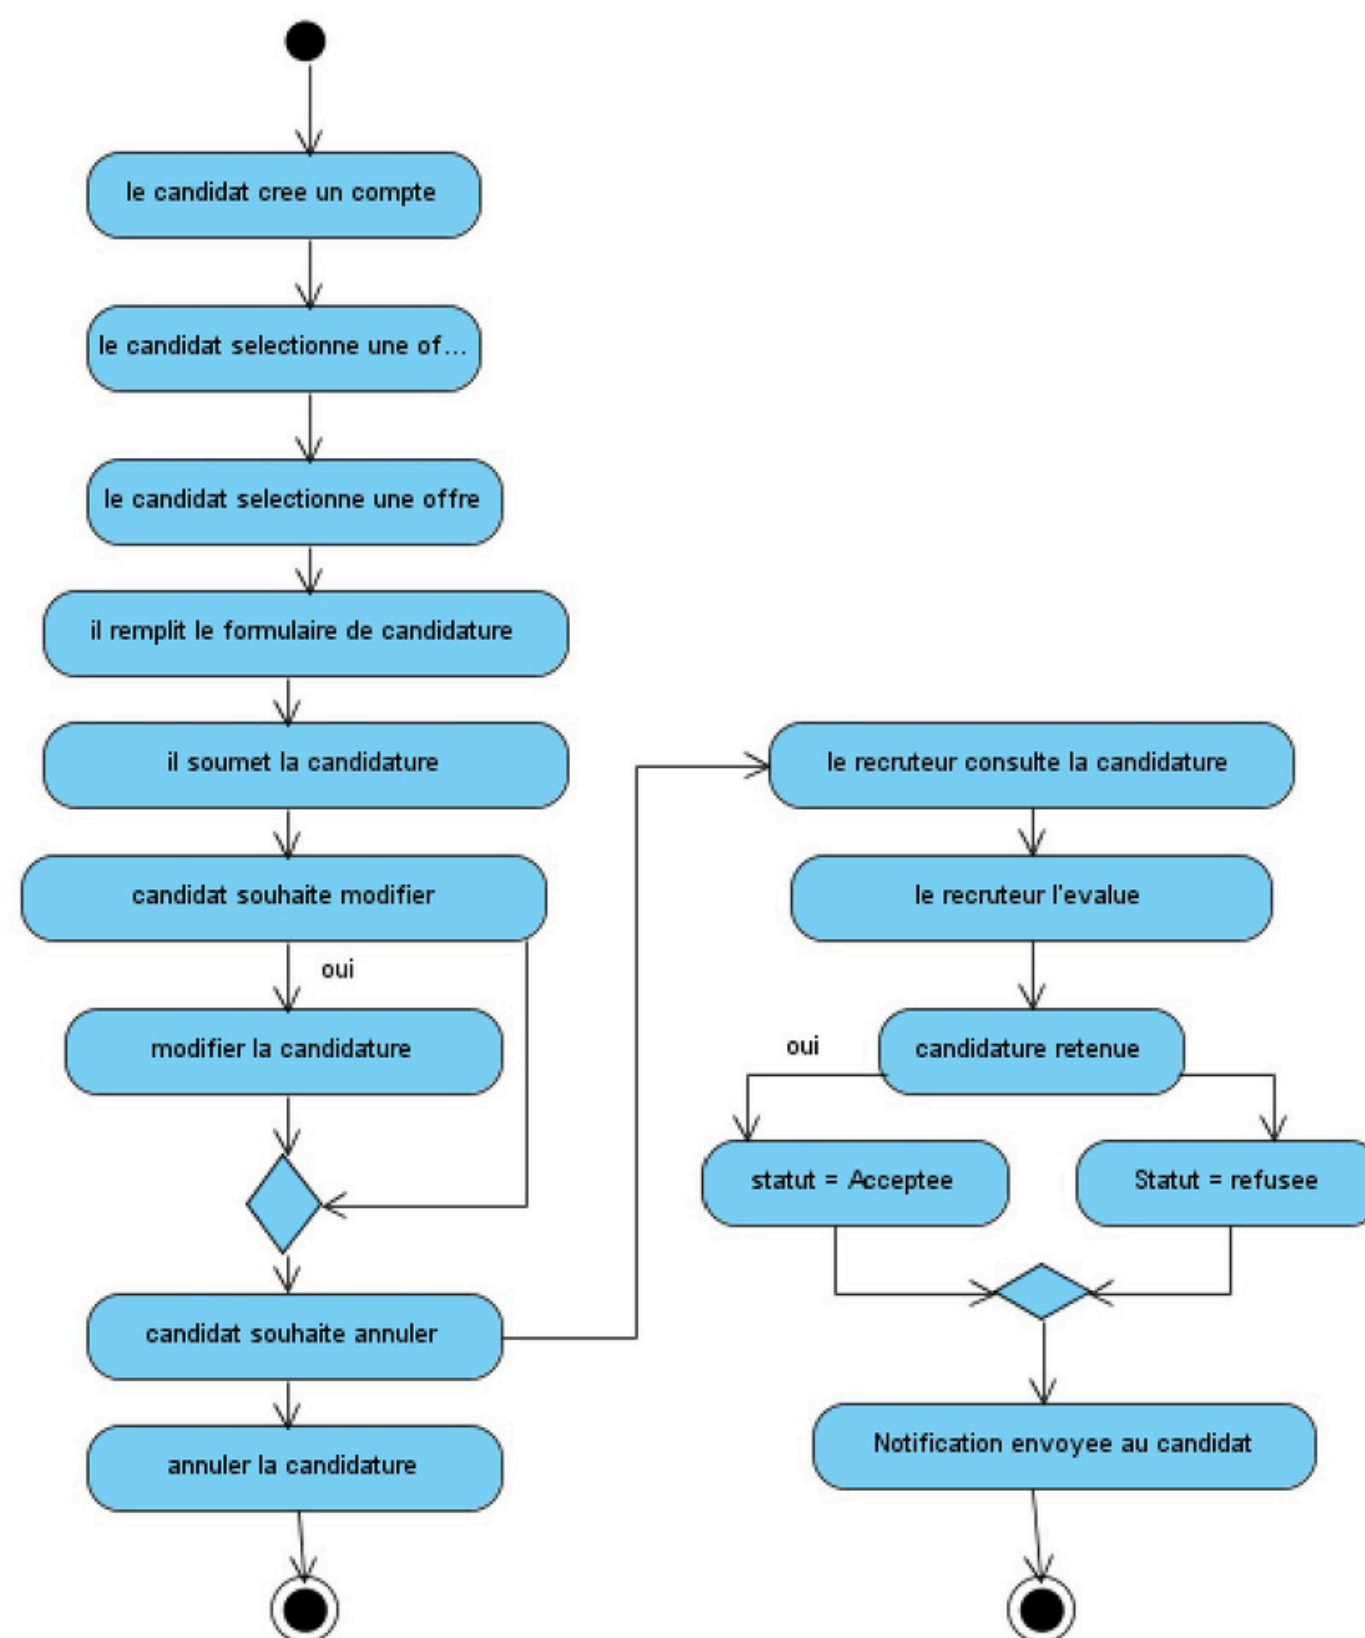 le candidat cree un compte
le candidat selectionne une of...
le candidat selectionne une offre
il remplit le formulaire de candidature
il soumet la candidature
candidat souhaite modifier
oui
modifier la candidature
candidat souhaite annuler
annuler la candidature
le recruteur consulte la candidature
le recruteur l'evalue
candidature retenue
oui
statut = Acceptee
Statut = refusee
Notification envoyee au candidat